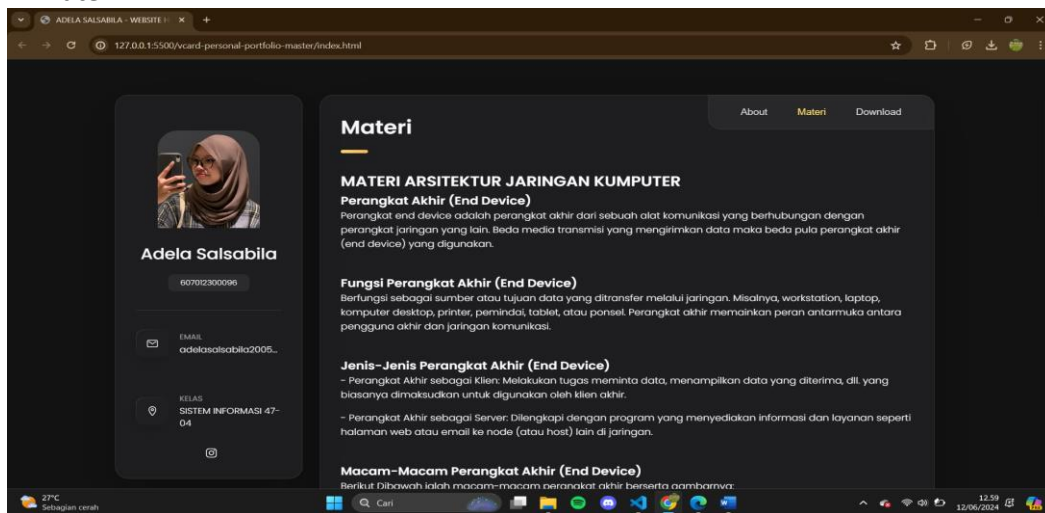 ADELA SALSABILA - WEBSITE H
127.0.0.1:5500/vcard-personal-portfolio-master/index.html
About Materi Download
Materi
MATERI ARSITEKTUR JARINGAN KUMPUTER
Perangkat Akhir (End Device)
Perangkat end device adalah perangkat akhir dari sebuah alat komunikasi yang berhubungan dengan
perangkat jaringan yang lain. Beda media transmisi yang mengirimkan data maka beda pula perangkat akhir
(end device) yang digunakan.
Fungsi Perangkat Akhir (End Device)
Berfungsi sebagai sumber atau tujuan data yang ditransfer melalui jaringan. Misalnya, workstation, laptop,
komputer desktop, printer, pemindai, tablet, atau ponsel. Perangkat akhir memainkan peran antarmuka antara
pengguna akhir dan jaringan komunikasi.
Jenis-Jenis Perangkat Akhir (End Device)
- Perangkat Akhir sebagai Klien: Melakukan tugas meminta data, menampilkan data yang diterima, dll. yang
biasanya dimaksudkan untuk digunakan oleh klien akhir.
- Perangkat Akhir sebagai Server: Dilengkapi dengan program yang menyediakan informasi dan layanan seperti
halaman web atau email ke node (atau host) lain di jaringan.
Macam-Macam Perangkat Akhir (End Device)
Berikut Dibawah ialah macam-macam perangkat akhir beserta gambarnya:
Adela Salsabila
607012300096
EMAIL
adelasalsabila2005...
KELAS
SISTEM INFORMASI 47-
04
27°C
Sebagian cerah
Cari
12.59
12/06/2024